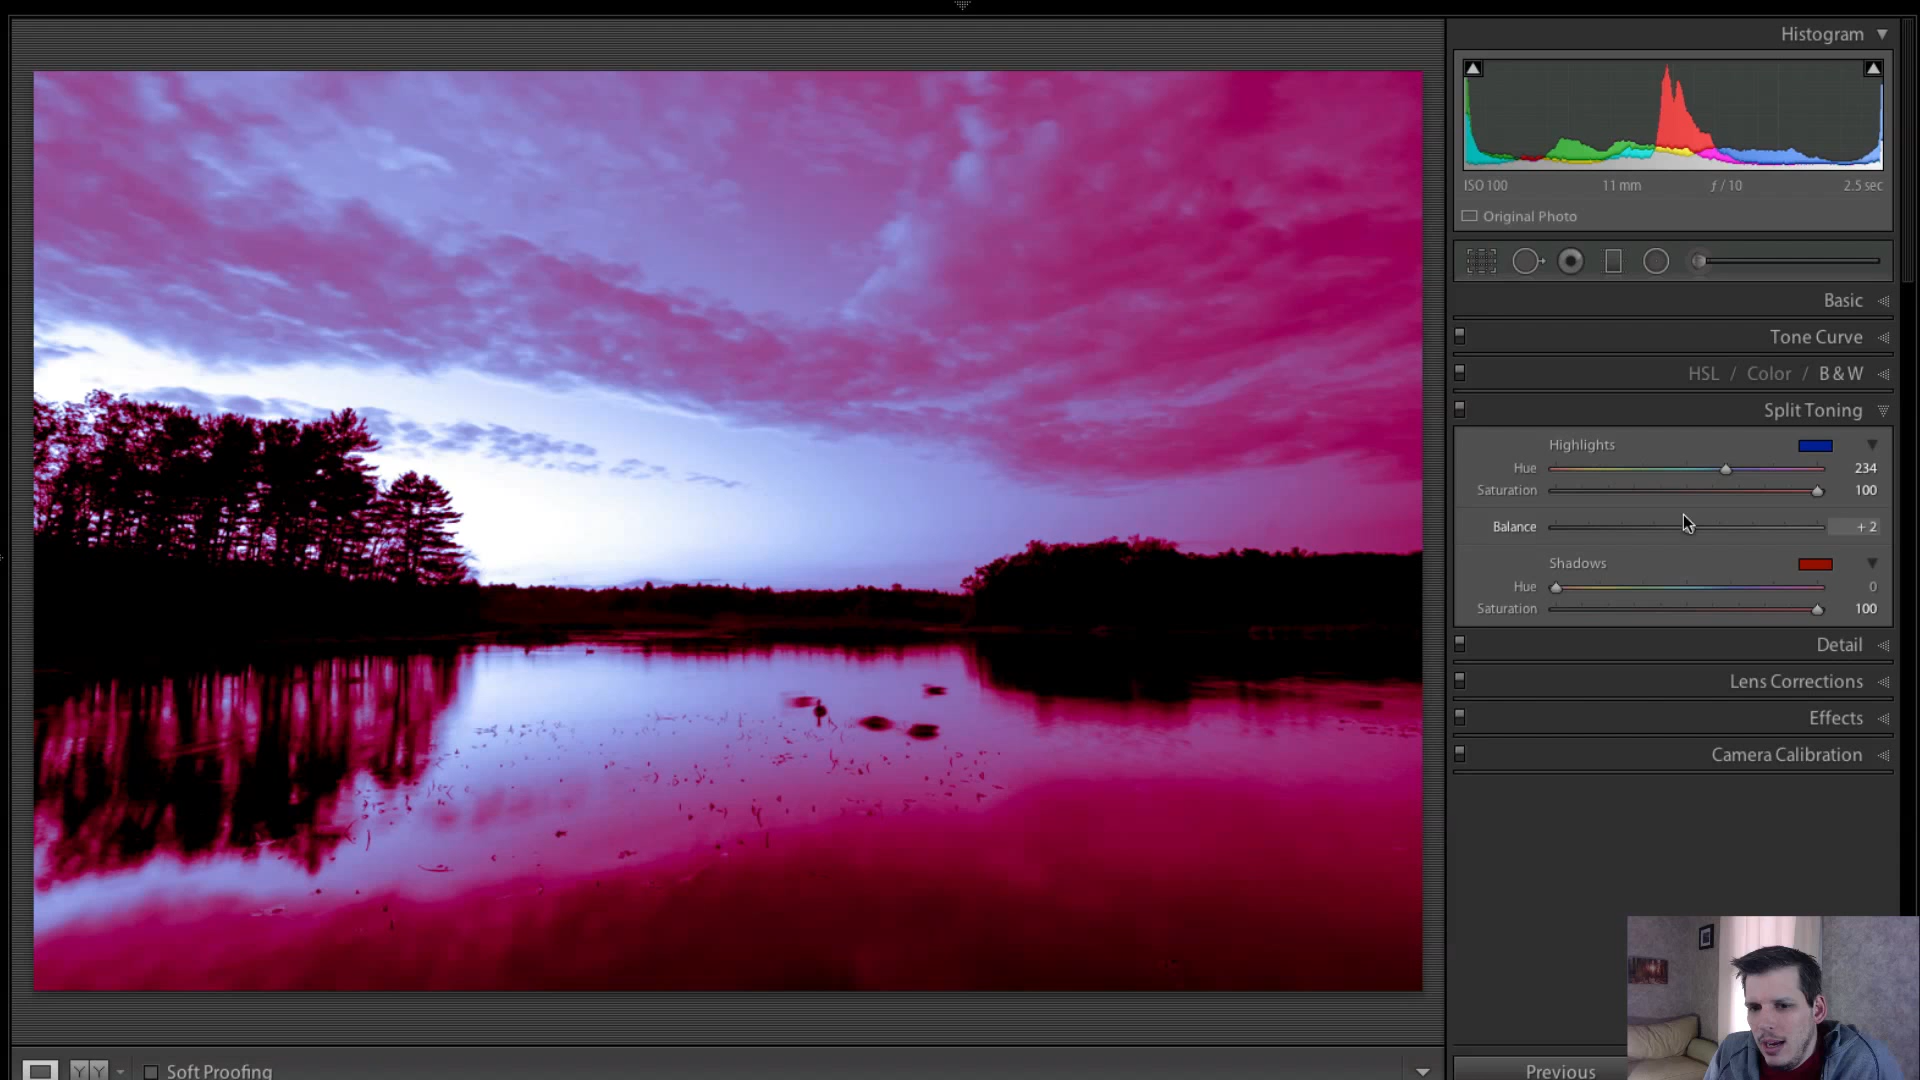 Histogram
ISO 100 11 mm ƒ / 10 2.5 sec
Original Photo
Basic
Tone Curve
HSL / Color / B & W
Split Toning
Highlights
Hue 234
Saturation 100
Balance + 2
Shadows
Hue 0
Saturation 100
Detail
Lens Corrections
Effects
Camera Calibration
YY Soft Proofing
Previous